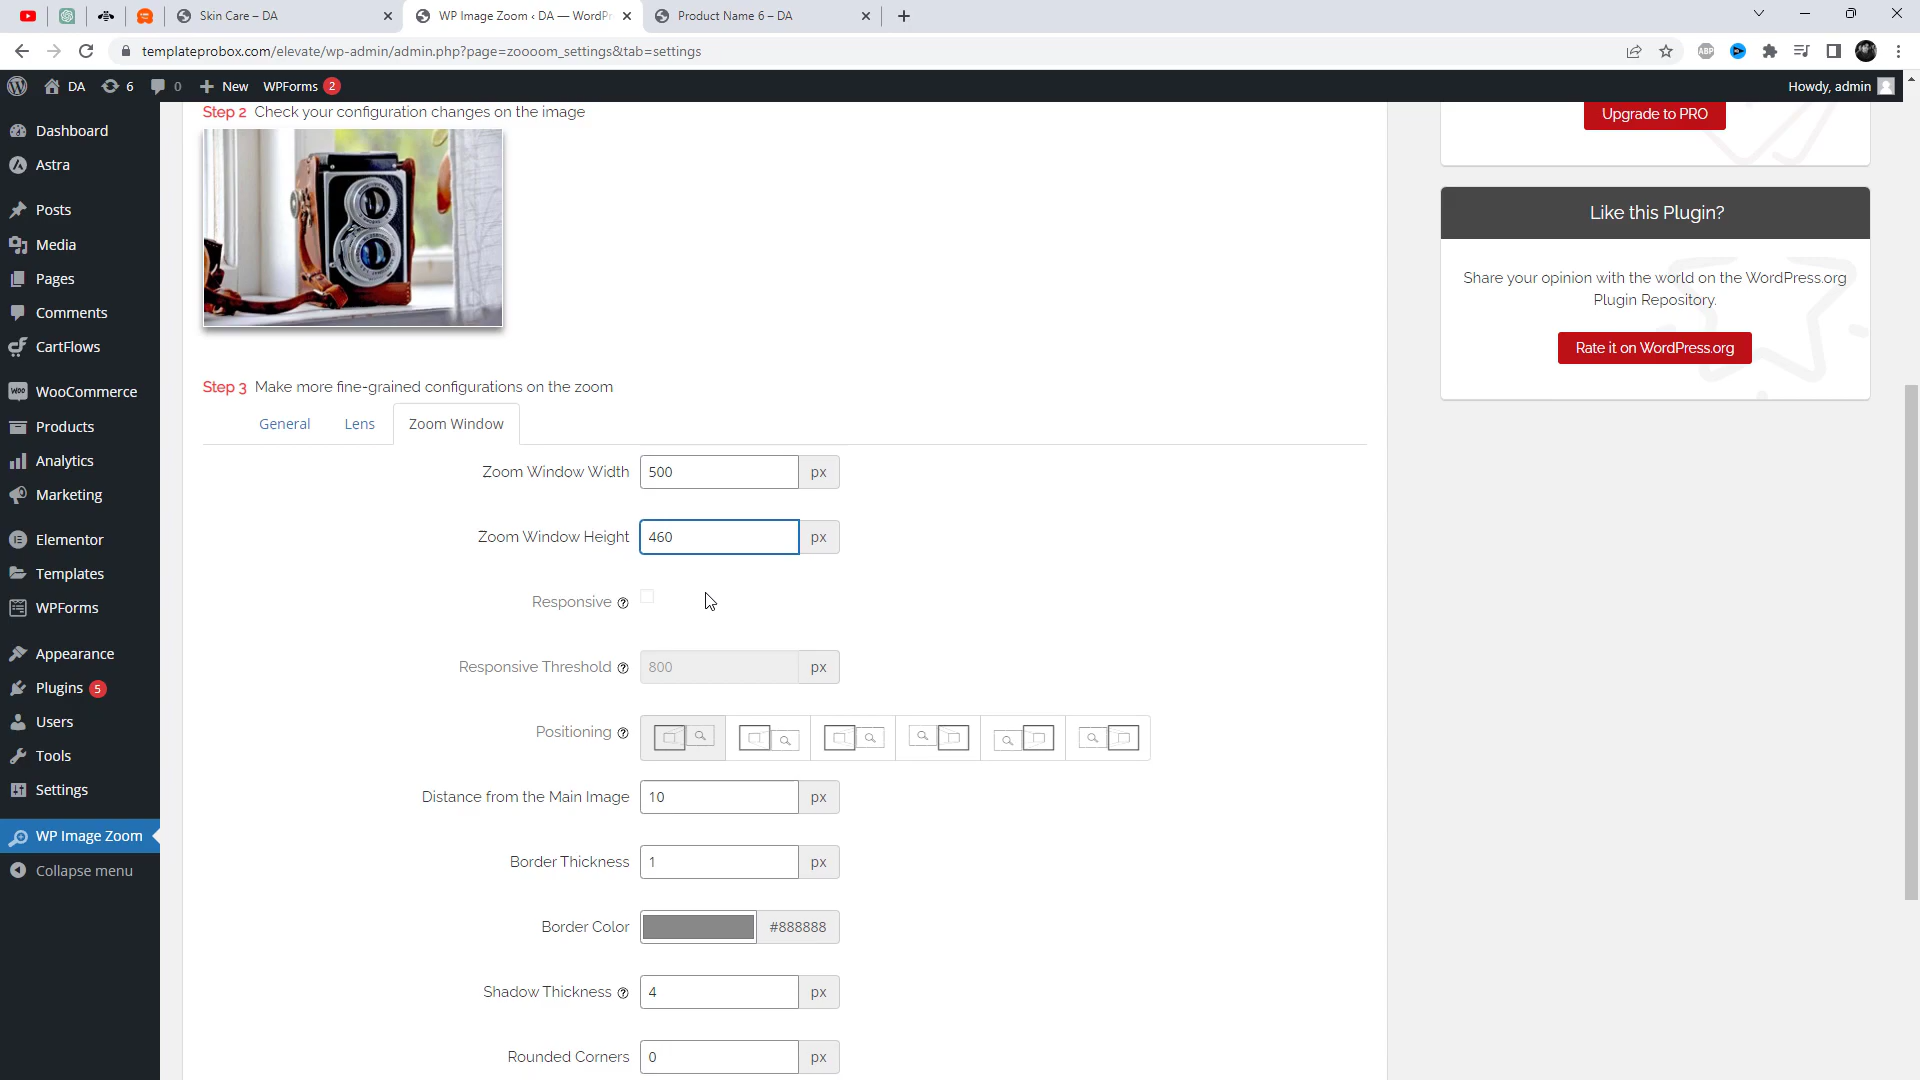 Skin Care – DA
WP Image Zoom ‹ DA — WordPr
Product Name 6 – DA
templateprobox.com/elevate/wp-admin/admin.php?page=zoooom_settings&tab=settings
ABP
DA
6
0
New
WPForms 2
Howdy, admin
Dashboard
Astra
Posts
Media
Pages
Comments
CartFlows
WooCommerce
Products
Analytics
Marketing
Elementor
Templates
WPForms
Appearance
Plugins 5
Users
Tools
Settings
WP Image Zoom
Collapse menu
Step 2 Check your configuration changes on the image
Step 3 Make more fine-grained configurations on the zoom
General
Lens
Zoom Window
Zoom Window Width 500 px
Zoom Window Height 460 px
Responsive
Responsive Threshold 800 px
Positioning
Distance from the Main Image 10 px
Border Thickness 1 px
Border Color #888888
Shadow Thickness 4 px
Rounded Corners 0 px
Upgrade to PRO
Like this Plugin?
Share your opinion with the world on the WordPress.org
Plugin Repository.
Rate it on WordPress.org